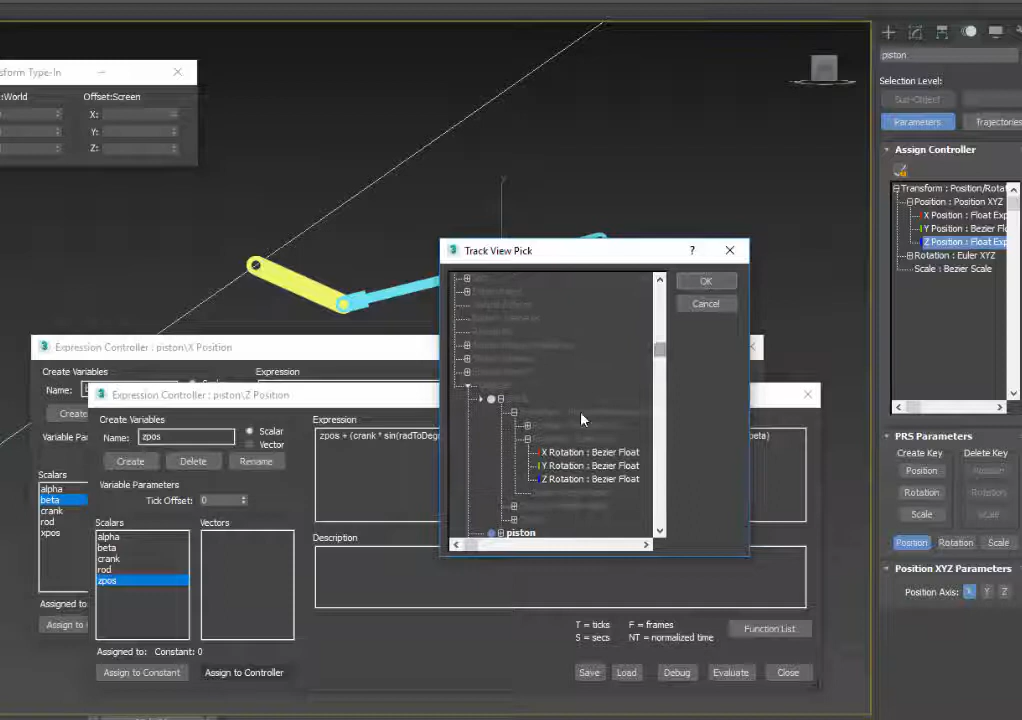 sform Type-In
:World
Offset:Screen
X:
Y:
Z:
piston
Selection Level:
Sub-Object
Parameters
Trajectories
Assign Controller
Transform : Position/Rota
Position : Position XYZ
X Position : Float Exp
Y Position : Bezier Flo
Z Position : Float Exp
Rotation : Euler XYZ
Scale : Bezier Scale
PRS Parameters
Create Key
Delete Key
Position
Position
Rotation
Rotation
Scale
Scale
Position
Rotation
Scale
Position XYZ Parameters
Position Axis:
X
Y
Z
Track View Pick
?
OK
Cancel
X Rotation : Bezier Float
Y Rotation : Bezier Float
Z Rotation : Bezier Float
piston
Expression Controller : piston\X Position
Create Variables
Expression
Name:
Create
Variable Pa
Scalars
alpha
beta
crank
rod
xpos
Assigned to:
Assign to
Expression Controller : piston\Z Position
Create Variables
Name:
zpos
Scalar
Vector
Create
Delete
Rename
Variable Parameters
Tick Offset:
0
Scalars
Vectors
alpha
beta
crank
rod
zpos
Assigned to: Constant: 0
Assign to Constant
Assign to Controller
Expression
zpos + (crank * sin(radToDegr
beta)
Description
T = ticks
F = frames
S = secs
NT = normalized time
Function List
Save
Load
Debug
Evaluate
Close